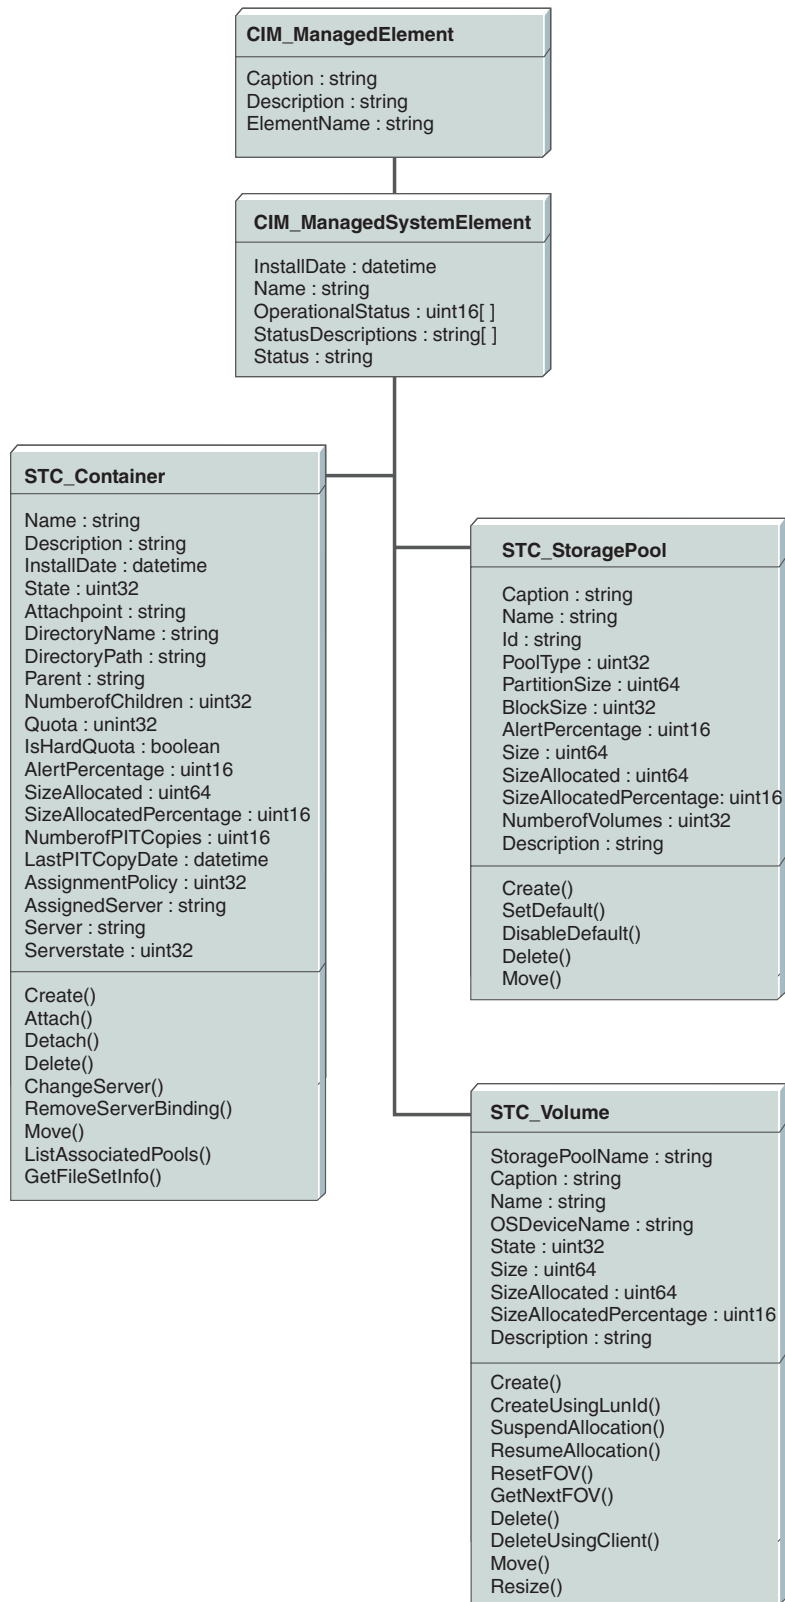 CIM_ManagedElement
Caption : string
Description : string
ElementName : string
CIM_ManagedSystemElement
InstallDate : datetime
Name : string
OperationalStatus : uint16[ ]
StatusDescriptions : string[ ]
Status : string
STC_Container
Name : string
Description : string
InstallDate : datetime
State : uint32
Attachpoint : string
DirectoryName : string
DirectoryPath : string
Parent : string
NumberofChildren : uint32
Quota : unint32
IsHardQuota : boolean
AlertPercentage : uint16
SizeAllocated : uint64
SizeAllocatedPercentage : uint16
NumberofPITCopies : uint16
LastPITCopyDate : datetime
AssignmentPolicy : uint32
AssignedServer : string
Server : string
Serverstate : uint32
Create()
Attach()
Detach()
Delete()
ChangeServer()
RemoveServerBinding()
Move()
ListAssociatedPools()
GetFileSetInfo()
STC_StoragePool
Caption : string
Name : string
Id : string
PoolType : uint32
PartitionSize : uint64
BlockSize : uint32
AlertPercentage : uint16
Size : uint64
SizeAllocated : uint64
SizeAllocatedPercentage: uint16
NumberofVolumes : uint32
Description : string
Create()
SetDefault()
DisableDefault()
Delete()
Move()
STC_Volume
StoragePoolName : string
Caption : string
Name : string
OSDeviceName : string
State : uint32
Size : uint64
SizeAllocated : uint64
SizeAllocatedPercentage : uint16
Description : string
Create()
CreateUsingLunId()
SuspendAllocation()
ResumeAllocation()
ResetFOV()
GetNextFOV()
Delete()
DeleteUsingClient()
Move()
Resize()